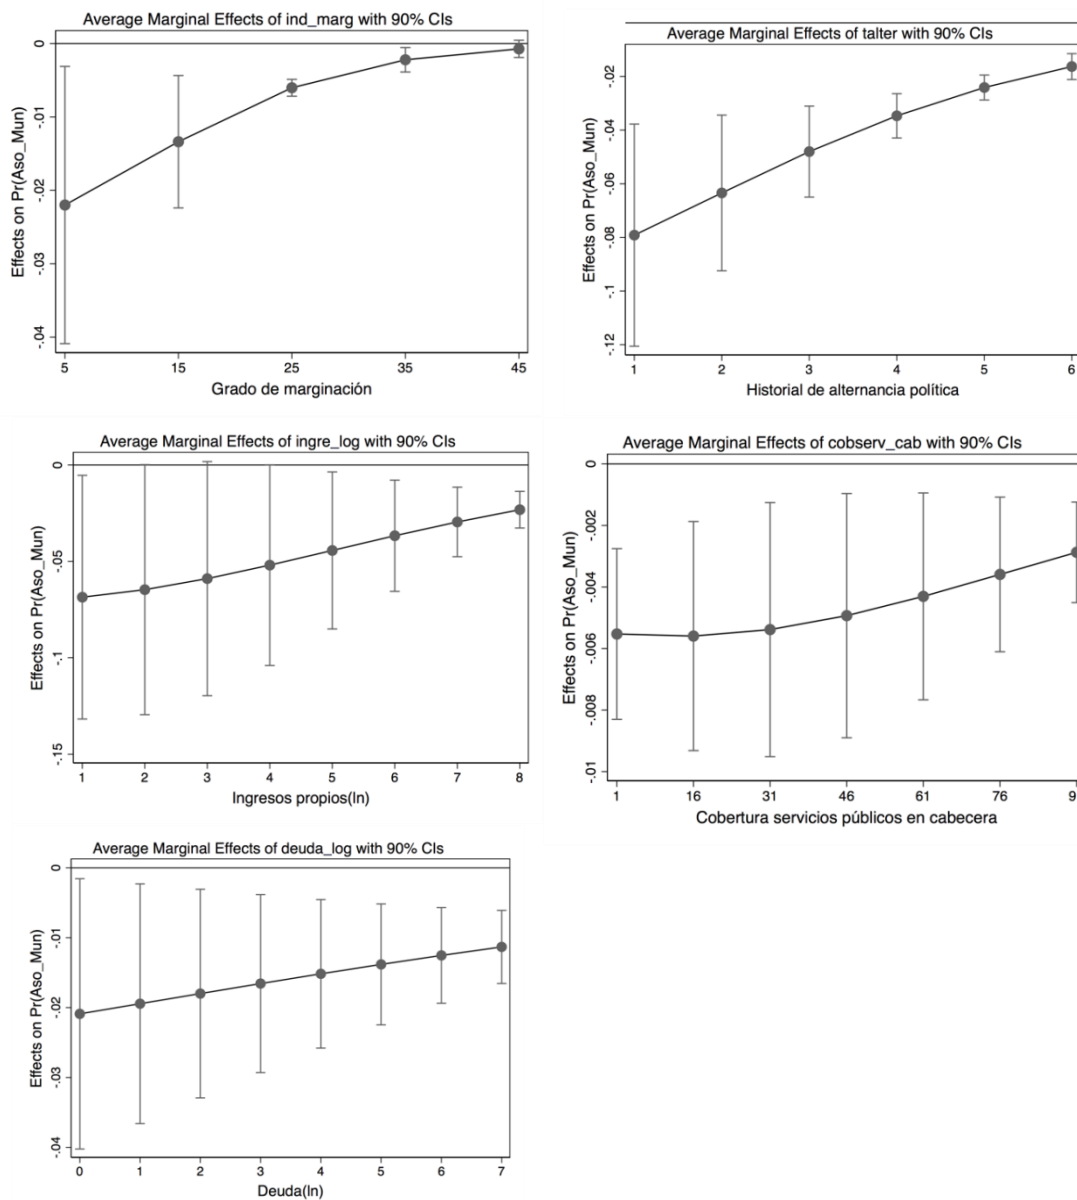 Average Marginal Effects of ind_marg with 90% CIs
Effects on Pr(Aso_Mun)
0
-.01
-.02
-.03
-.04
5 15 25 35 45
Grado de marginación
Average Marginal Effects of talter with 90% CIs
Effects on Pr(Aso_Mun)
-.02
-.04
-.06
-.08
-.1
-.12
1 2 3 4 5 6
Historial de alternancia política
Average Marginal Effects of ingre_log with 90% CIs
Effects on Pr(Aso_Mun)
0
-.05
-.1
-.15
1 2 3 4 5 6 7 8
Ingresos propios(ln)
Average Marginal Effects of cobserv_cab with 90% CIs
Effects on Pr(Aso_Mun)
0
-.002
-.004
-.006
-.008
-.01
1 16 31 46 61 76 9
Cobertura servicios públicos en cabecera
Average Marginal Effects of deuda_log with 90% CIs
Effects on Pr(Aso_Mun)
0
-.01
-.02
-.03
-.04
0 1 2 3 4 5 6 7
Deuda(ln)